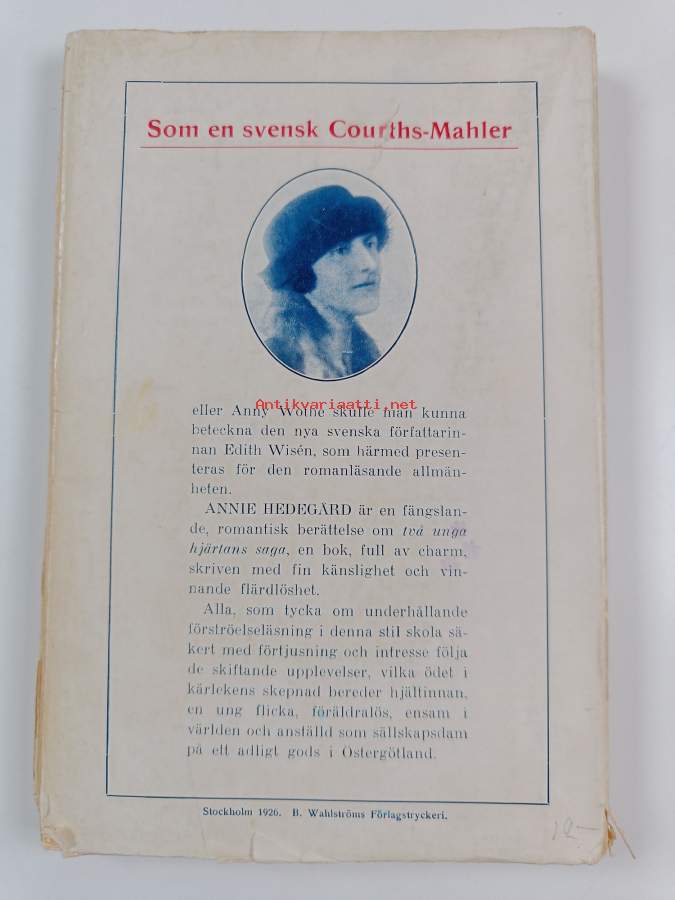 Som en svensk Courths-Mahler
Antikvariaatti.net
eller Anny Wothe skulle man kunna
beteckna den nya svenska författarin-
nan Edith Wisén, som härmed presen-
teras för den romanläsande allmän-
heten.
ANNIE HEDEGÅRD är en fängslan-
de, romantisk berättelse om två unga
hjärtans saga, en bok, full av charm,
skriven med fin känslighet och vin-
nande flärdlöshet.
Alla, som tycka om underhållande
förströelseläsning i denna stil skola sä-
kert med förtjusning och intresse följa
de skiftande upplevelser, vilka ödet i
kärlekens skepnad bereder hjältinnan,
en ung flicka, föräldralös, ensam i
världen och anställd som sällskapsdam
på ett adligt gods i Östergötland.
Stockholm 1926. B. Wahlströms Förlagstryckeri.
12-